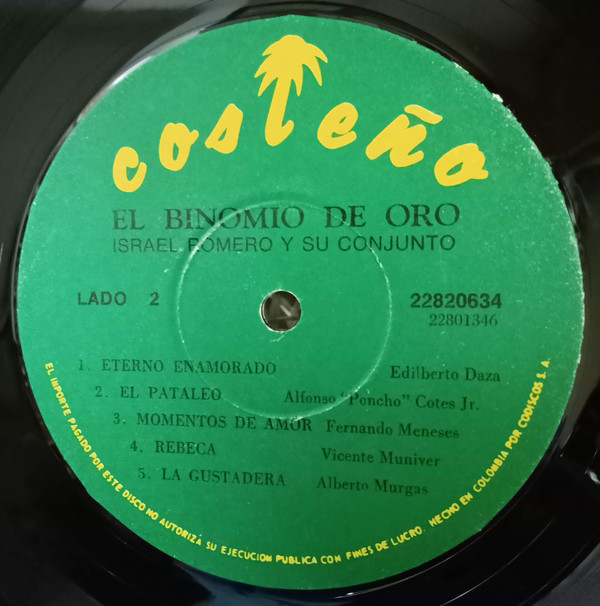 costeño
EL BINOMIO DE ORO
ISRAEL ROMERO Y SU CONJUNTO
LADO 2 22820634
22801346
1. ETERNO ENAMORADO Edilberto Daza
2. EL PATALEO Alfonso "Poncho" Cotes Jr.
3. MOMENTOS DE AMOR Fernando Meneses
4. REBECA Vicente Muniver
5. LA GUSTADERA Alberto Murgas
EL IMPORTE PAGADO POR ESTE DISCO NO AUTORIZA SU EJECUCION PUBLICA CON FINES DE LUCRO. HECHO EN COLOMBIA POR CODISCOS S. A.